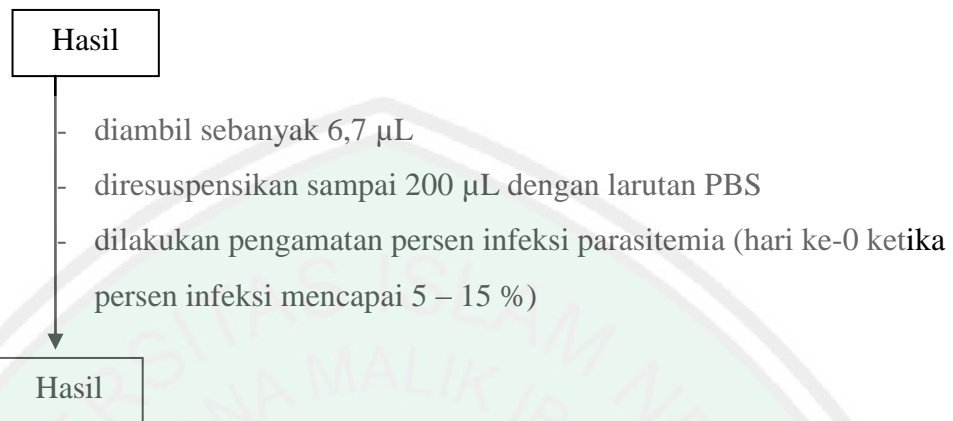 Hasil
- diambil sebanyak 6,7 µL
- diresuspensikan sampai 200 µL dengan larutan PBS
- dilakukan pengamatan persen infeksi parasitemia (hari ke-0 ketika
persen infeksi mencapai 5 – 15 %)
Hasil